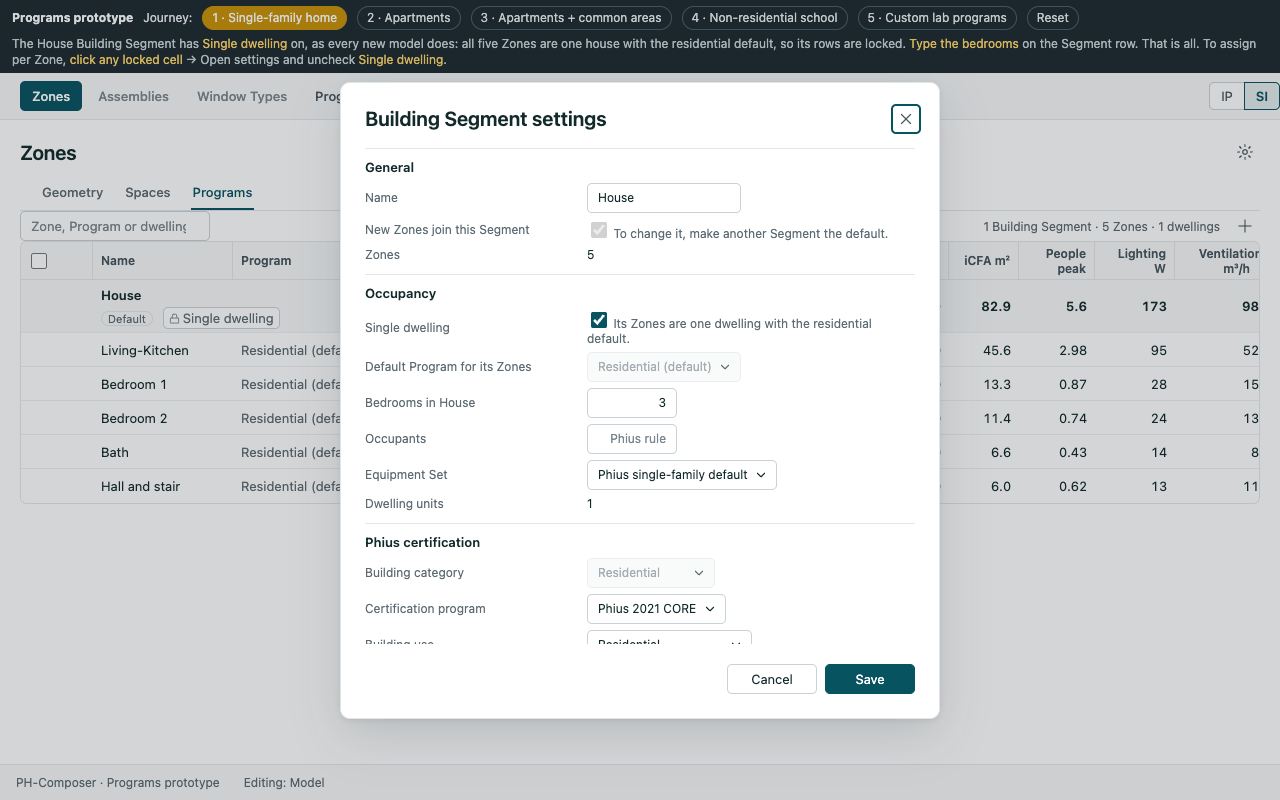 Programs prototype Journey: 1 · Single-family home 2 · Apartments 3 · Apartments + common areas 4 · Non-residential school 5 · Custom lab programs Reset
The House Building Segment has Single dwelling on, as every new model does: all five Zones are one house with the residential default, so its rows are locked. Type the bedrooms on the Segment row. That is all. To assign
per Zone, click any locked cell → Open settings and uncheck Single dwelling.
Zones Assemblies Window Types IP SI
Zones
Geometry Spaces Programs
Zone, Program or dwelling
1 Building Segment · 5 Zones · 1 dwellings
Name Program iCFA m² People peak Lighting W Ventilation m³/h
House
Default Single dwelling 82.9 5.6 173 98
Living-Kitchen Residential (defa 45.6 2.98 95 52
Bedroom 1 Residential (defa 13.3 0.87 28 15
Bedroom 2 Residential (defa 11.4 0.74 24 13
Bath Residential (defa 6.6 0.43 14 8
Hall and stair Residential (defa 6.0 0.62 13 11
Building Segment settings
General
Name House
New Zones join this Segment To change it, make another Segment the default.
Zones 5
Occupancy
Single dwelling Its Zones are one dwelling with the residential
default.
Default Program for its Zones Residential (default)
Bedrooms in House 3
Occupants Phius rule
Equipment Set Phius single-family default
Dwelling units 1
Phius certification
Building category Residential
Certification program Phius 2021 CORE
Building use Residential
Cancel Save
PH-Composer · Programs prototype Editing: Model